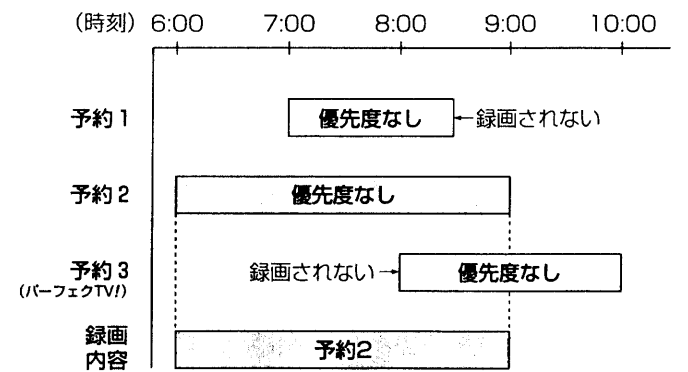 (時刻) 6:00 7:00 8:00 9:00 10:00
予約1 優先度なし ←録画されない
予約2 優先度なし
予約3 録画されない→ 優先度なし
(パーフェクTV!)
録画
内容
予約2